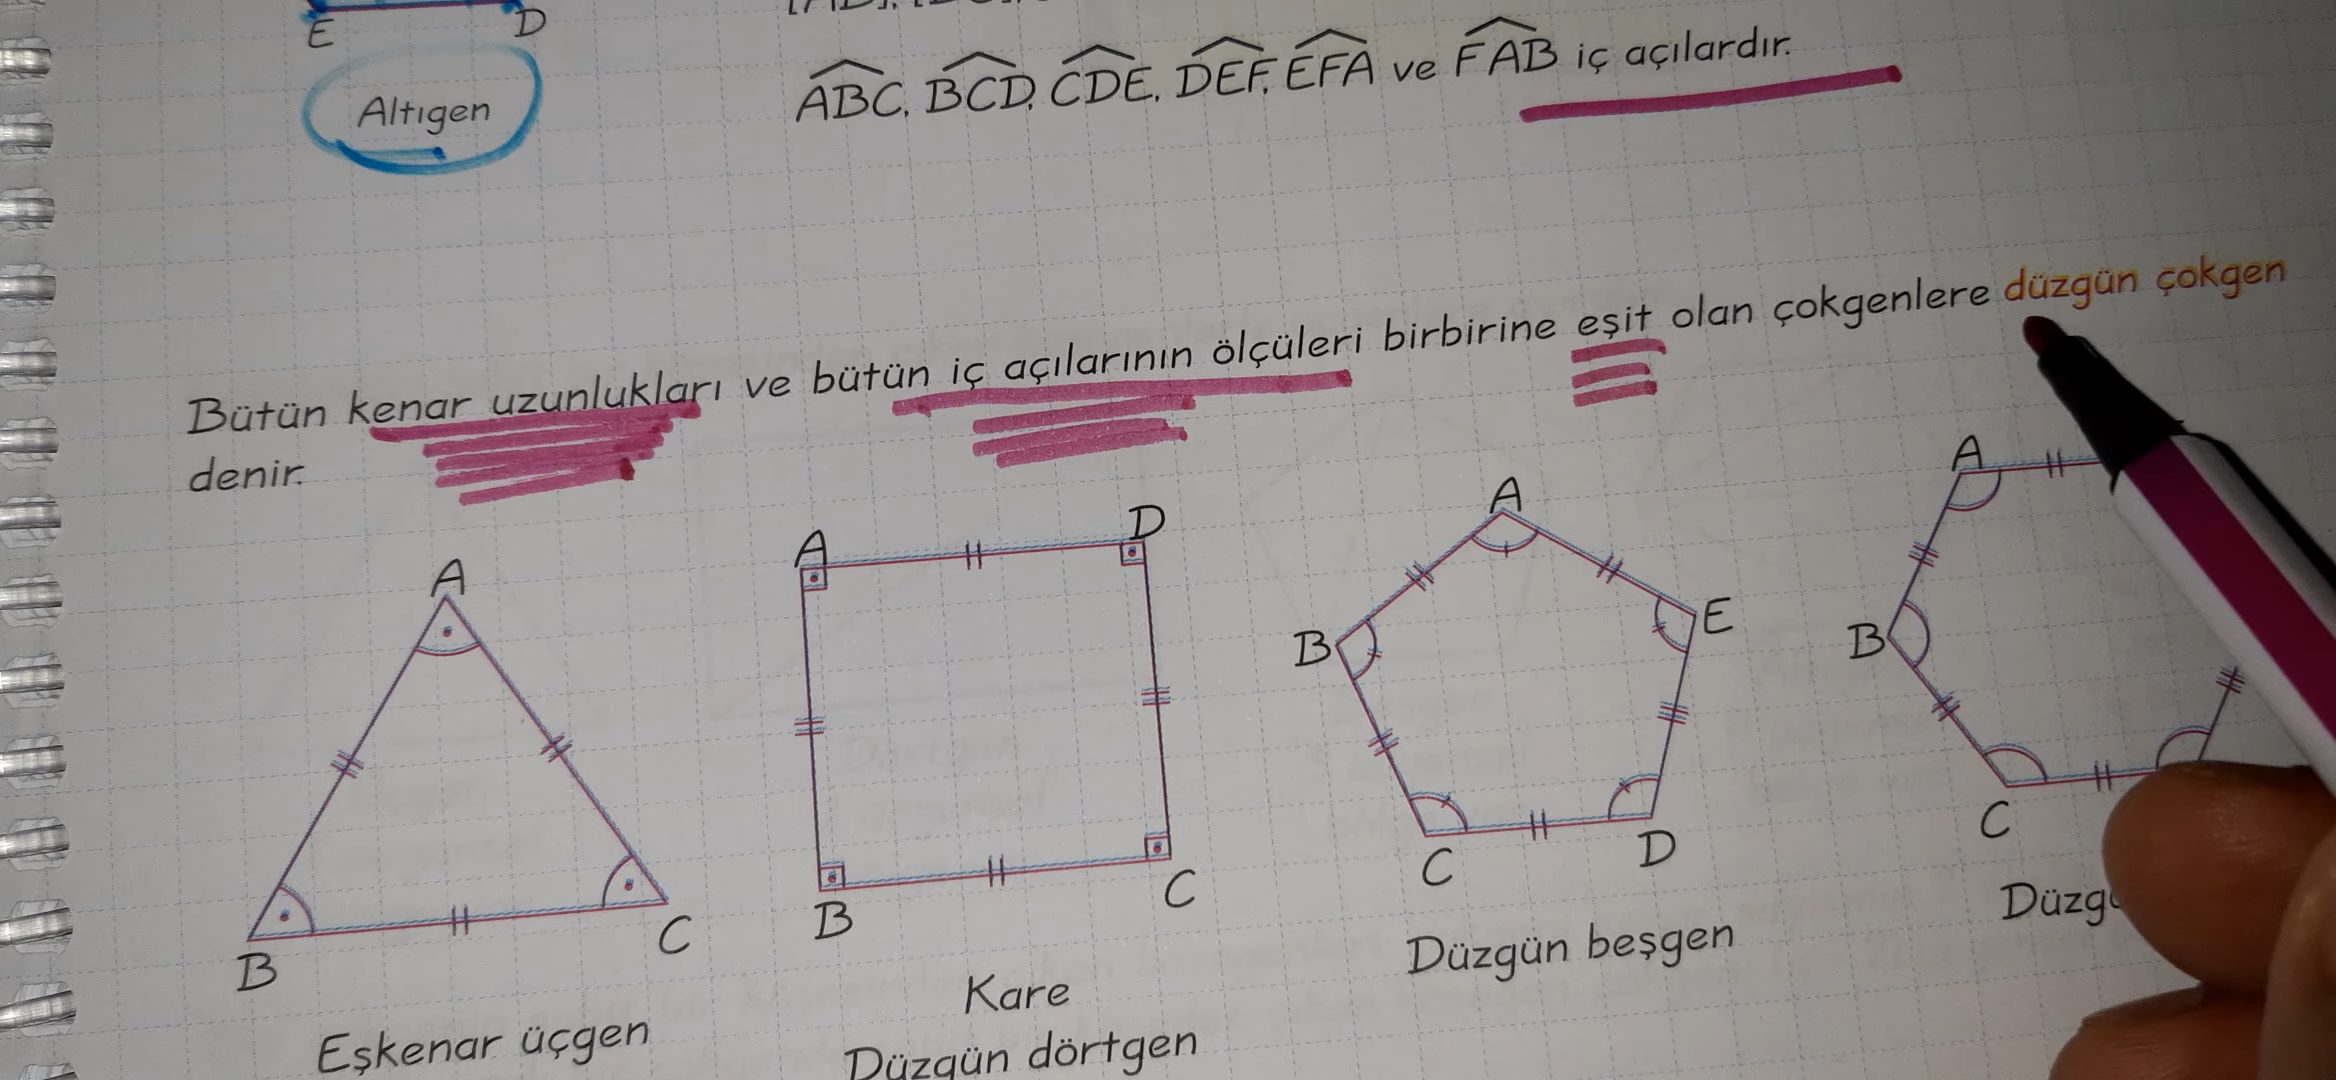 E D
Altıgen
ABC, BCD, CDE, DEF, EFA ve FAB iç açılardır.
Bütün kenar uzunlukları ve bütün iç açılarının ölçüleri birbirine eşit olan çokgenlere düzgün çokgen
denir.
A
B
C
Eşkenar üçgen
A
D
B
C
Kare
Düzgün dörtgen
A
B
E
C
D
Düzgün beşgen
A
B
C